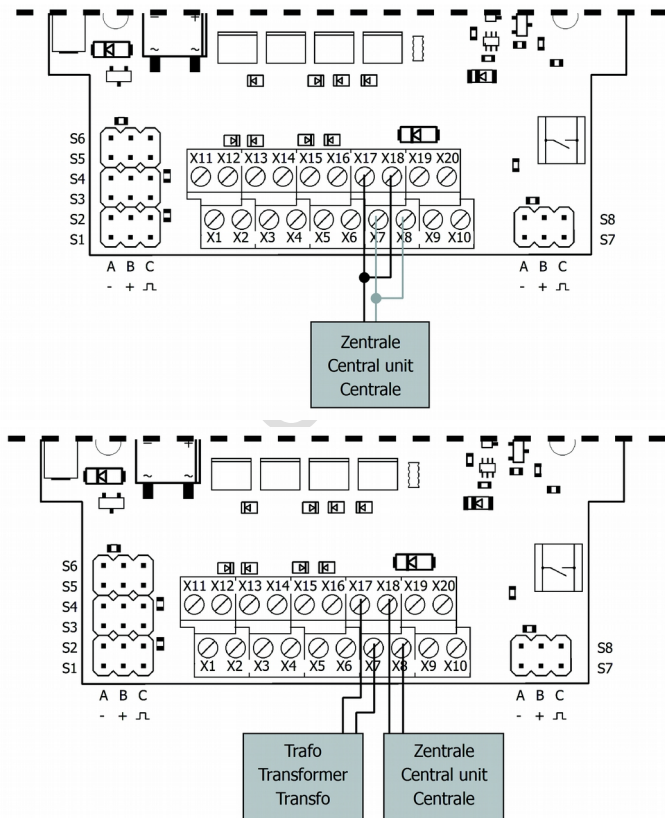 ~ ~
S6
S5
X11 X12 X13 X14 X15 X16 X17 X18 X19 X20
S4
S3
S2 S8
S1 X1 X2 X3 X4 X5 X6 X7 X8 X9 X10 S7
A B C A B C
- + - +
Zentrale
Central unit
Centrale
- +
~ ~
S6
S5
X11 X12 X13 X14 X15 X16 X17 X18 X19 X20
S4
S3
S2 S8
S1 X1 X2 X3 X4 X5 X6 X7 X8 X9 X10 S7
A B C A B C
- + - +
Trafo Zentrale
Transformer Central unit
Transfo Centrale